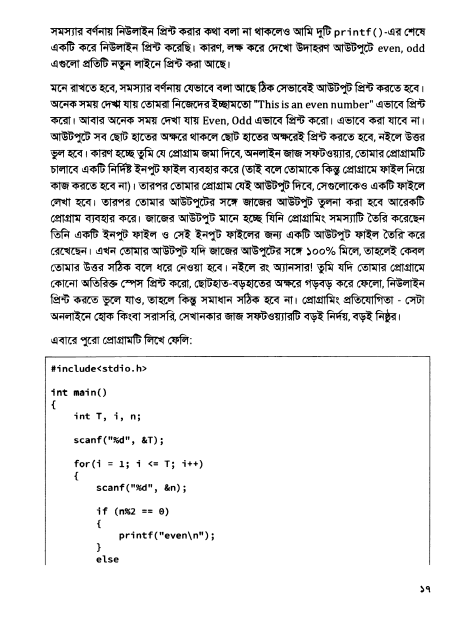 সমস্যার বর্ণনায় নিউলাইন প্রিন্ট করার কথা বলা না থাকলেও আমি দুটি printf()-এর শেষে
একটি করে নিউলাইন প্রিন্ট করেছি। কারণ, লক্ষ করে দেখো উদাহরণ আউটপুটে even, odd
এগুলো প্রতিটি নতুন লাইনে প্রিন্ট করা আছে।
মনে রাখতে হবে, সমস্যার বর্ণনায় যেভাবে বলা আছে ঠিক সেভাবেই আউটপুট প্রিন্ট করতে হবে।
অনেক সময় দেখা যায় তোমরা নিজেদের ইচ্ছামতো "This is an even number" এভাবে প্রিন্ট
করো। আবার অনেক সময় দেখা যায় Even, Odd এভাবে প্রিন্ট করো। এভাবে করা যাবে না।
আউটপুটে সব ছোট হাতের অক্ষরে থাকলে ছোট হাতের অক্ষরেই প্রিন্ট করতে হবে, নইলে উত্তর
ভুল হবে। কারণ হচ্ছে তুমি যে প্রোগ্রাম জমা দিবে, অনলাইন জাজ সফটওয়্যার, তোমার প্রোগ্রামটি
চালাবে একটি নির্দিষ্ট ইনপুট ফাইল ব্যবহার করে (তাই বলে তোমাকে কিন্তু প্রোগ্রামে ফাইল নিয়ে
কাজ করতে হবে না)। তারপর তোমার প্রোগ্রাম যেই আউটপুট দিবে, সেগুলোকেও একটি ফাইলে
লেখা হবে। তারপর তোমার আউটপুটের সঙ্গে জাজের আউটপুট তুলনা করা হবে আরেকটি
প্রোগ্রাম ব্যবহার করে। জাজের আউটপুট মানে হচ্ছে যিনি প্রোগ্রামিং সমস্যাটি তৈরি করেছেন
তিনি একটি ইনপুট ফাইল ও সেই ইনপুট ফাইলের জন্য একটি আউটপুট ফাইল তৈরি করে
রেখেছেন। এখন তোমার আউটপুট যদি জাজের আউপুটের সঙ্গে ১০০% মিলে, তাহলেই কেবল
তোমার উত্তর সঠিক বলে ধরে নেওয়া হবে। নইলে রং অ্যানসার! তুমি যদি তোমার প্রোগ্রামে
কোনো অতিরিক্ত স্পেস প্রিন্ট করো, ছোটহাত-বড়হাতের অক্ষরে গড়বড় করে ফেলো, নিউলাইন
প্রিন্ট করতে ভুলে যাও, তাহলে কিন্তু সমাধান সঠিক হবে না। প্রোগ্রামিং প্রতিযোগিতা - সেটা
অনলাইনে হোক কিংবা সরাসরি, সেখানকার জাজ সফটওয়্যারটি বড়ই নির্দয়, বড়ই নিষ্ঠুর।
এবারে পুরো প্রোগ্রামটি লিখে ফেলি:
#include<stdio.h>
int main()
{
int T, i, n;
scanf("%d", &T);
for(i = 1; i <= T; i++)
{
scanf("%d", &n);
if (n%2 == 0)
{
printf("even\n");
}
else
১৭